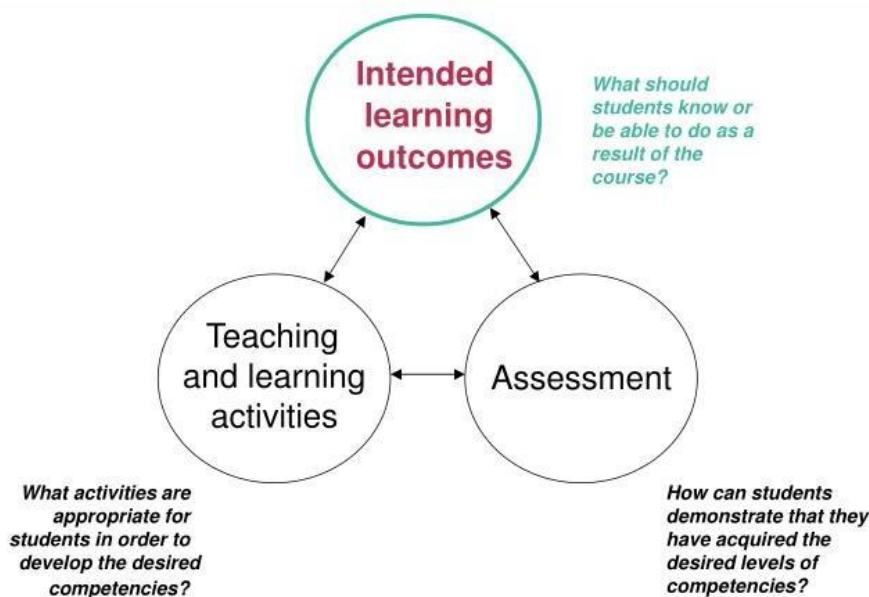 Intended
learning
outcomes
What should
students know or
be able to do as a
result of the
course?
Teaching
and learning
activities
Assessment
What activities are
appropriate for
students in order to
develop the desired
competencies?
How can students
demonstrate that they
have acquired the
desired levels of
competencies?